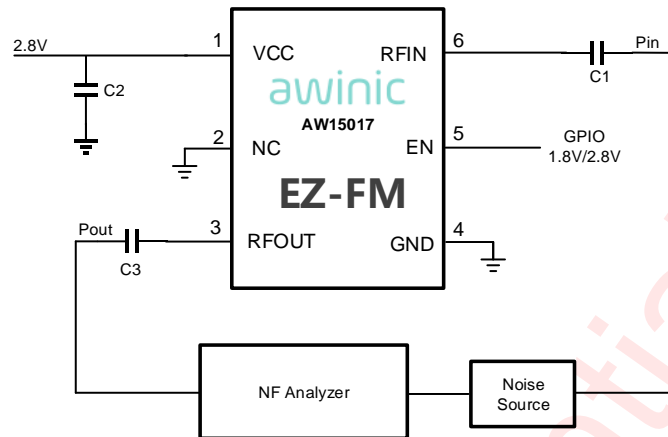 2.8V
1
VCC
RFIN
6
Pin
C1
C2
awinic
AW15017
2
NC
EN
5
GPIO
1.8V/2.8V
EZ-FM
Pout
3
RFOUT
GND
4
C3
NF Analyzer
Noise
Source